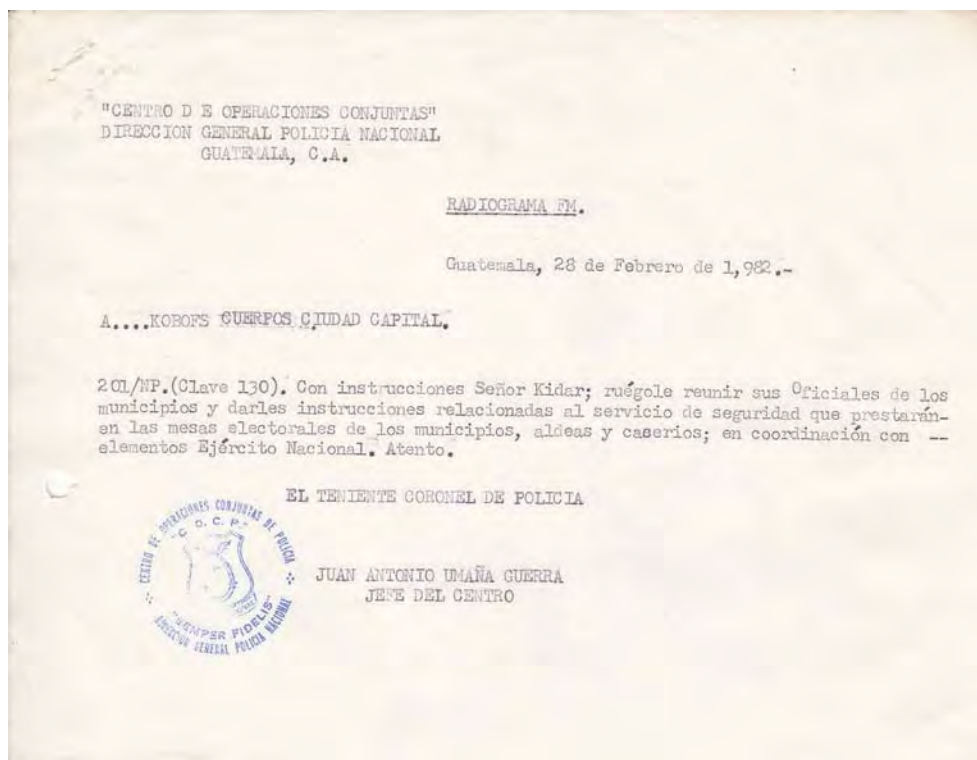 "CENTRO D E OPERACIONES CONJUNTAS"
DIRECCION GENERAL POLICIA NACIONAL
GUATEMALA, C.A.
RADIOGRAMA FM.
Guatemala, 28 de Febrero de 1,982.-
A....KOBOFS CUERPOS CIUDAD CAPITAL.
201/NP.(Clave 130). Con instrucciones Señor Kidar; ruégole reunir sus Oficiales de los
municipios y darles instrucciones relacionadas al servicio de seguridad que prestarán-
en las mesas electorales de los municipios, aldeas y caserios; en coordinación con --
elementos Ejército Nacional. Atento.
EL TENIENTE CORONEL DE POLICIA
JUAN ANTONIO UMAÑA GUERRA
JEFE DEL CENTRO
CENTRO DE OPERACIONES CONJUNTAS DE POLICIA
"C. O. C. P."
"SEMPER FIDELIS"
DIRECCION GENERAL POLICIA NACIONAL